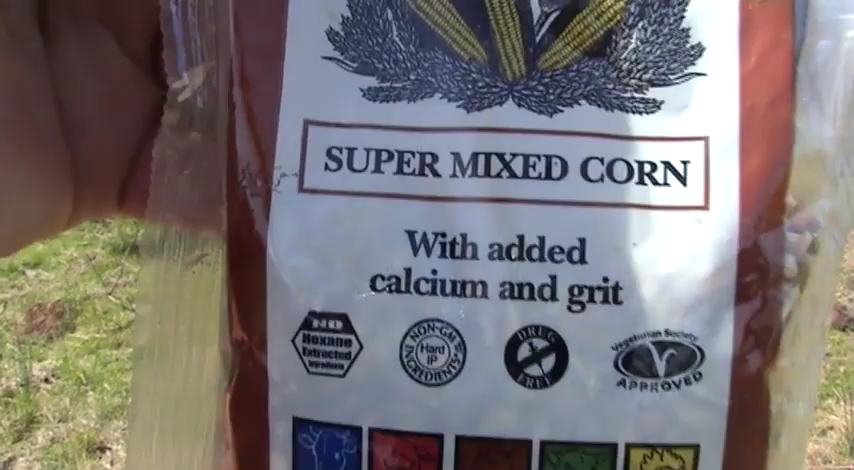 SUPER MIXED CORN
With added
calcium and grit
NO
Hexane
Extracted
Ingredients
NON-GM
Hard
IP
INGREDIENTS
DRUG
FREE
Vegetarian Society
V
APPROVED